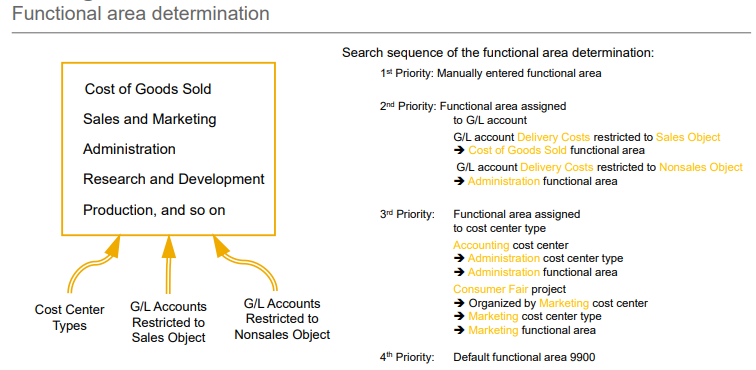 Functional area determination
Cost of Goods Sold
Sales and Marketing
Administration
Research and Development
Production, and so on
Cost Center
Types
G/L Accounts
Restricted to
Sales Object
G/L Accounts
Restricted to
Nonsales Object
Search sequence of the functional area determination:
1st Priority: Manually entered functional area
2nd Priority: Functional area assigned
to G/L account
G/L account Delivery Costs restricted to Sales Object
➔ Cost of Goods Sold functional area
G/L account Delivery Costs restricted to Nonsales Object
➔ Administration functional area
3rd Priority: Functional area assigned
to cost center type
Accounting cost center
➔ Administration cost center type
➔ Administration functional area
Consumer Fair project
➔ Organized by Marketing cost center
➔ Marketing cost center type
➔ Marketing functional area
4th Priority: Default functional area 9900